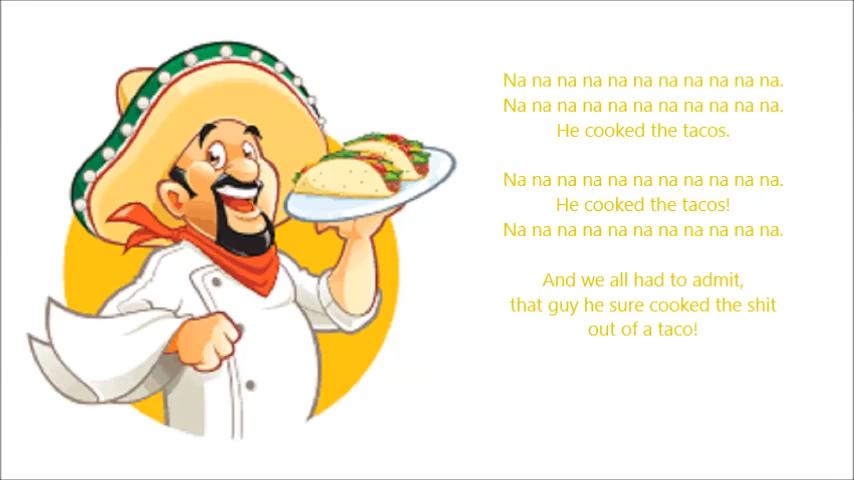 Na na na na na na na na na na na.
Na na na na na na na na na na na.
He cooked the tacos.
Na na na na na na na na na na na.
He cooked the tacos!
Na na na na na na na na na na na.
And we all had to admit,
that guy he sure cooked the shit
out of a taco!